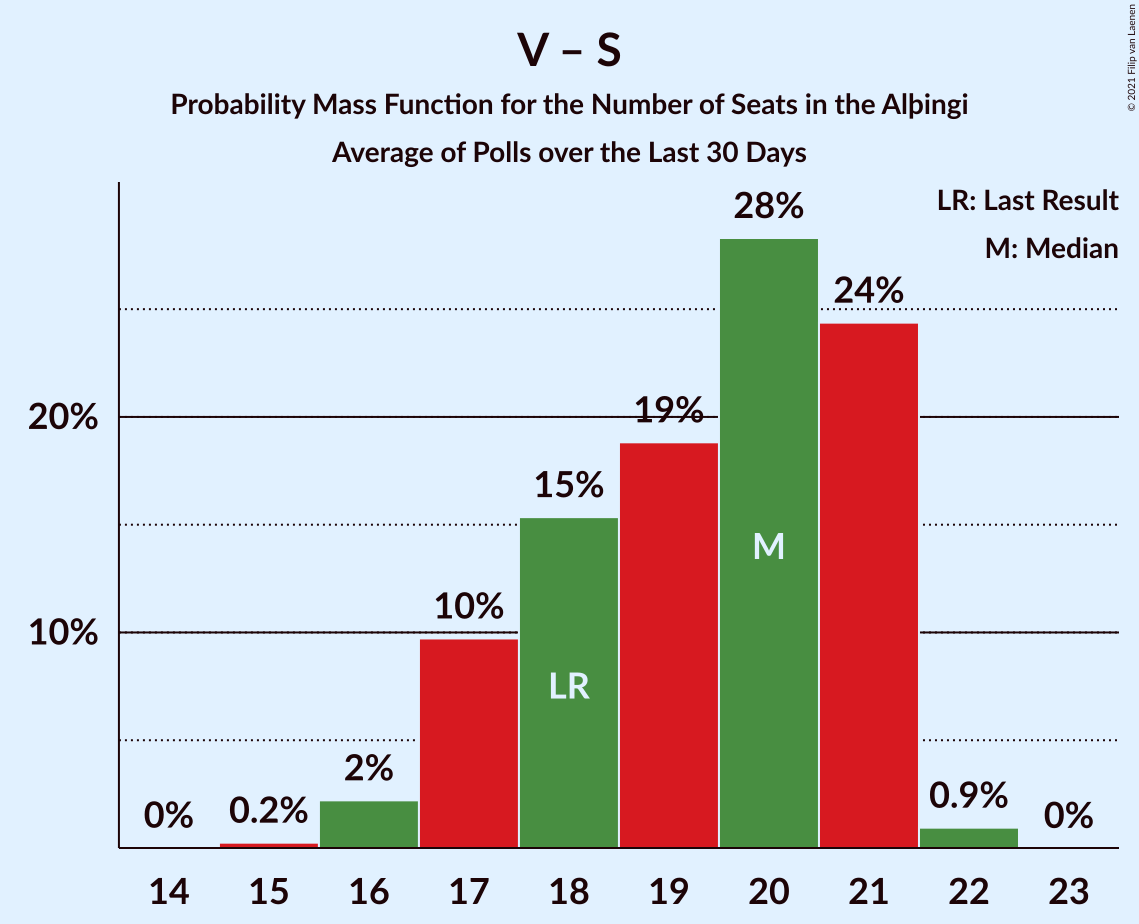 V – S
Probability Mass Function for the Number of Seats in the Alþingi
Average of Polls over the Last 30 Days
© 2021 Filip van Laenen
LR: Last Result
M: Median
28%
24%
20%
19%
15%
M
10%
10%
LR
2%
0%
0.2%
0.9%
0%
14 15 16 17 18 19 20 21 22 23